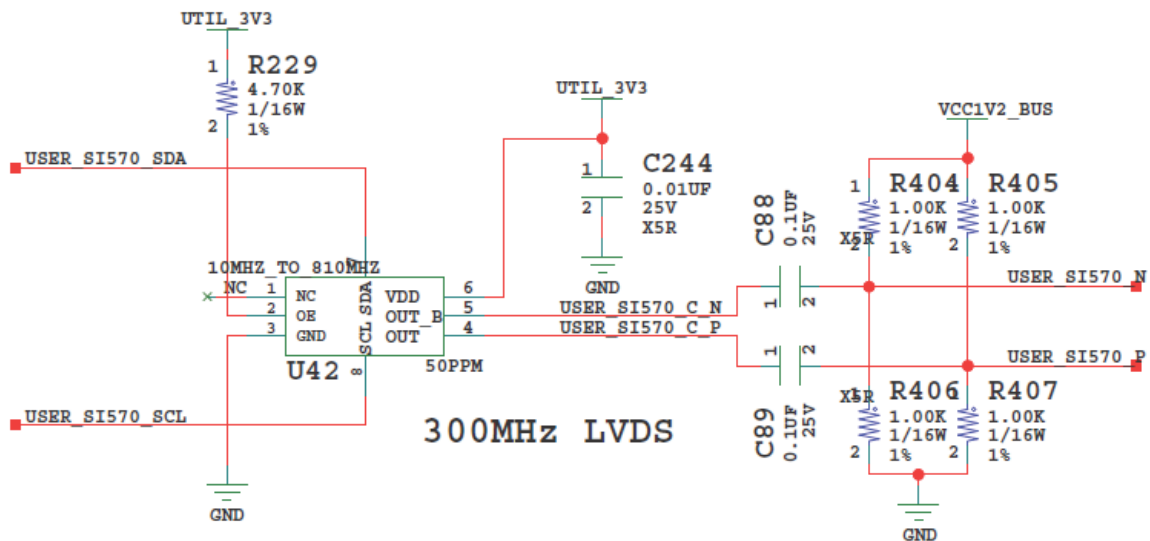 UTIL_3V3
1
R229
4.70K
1/16W
2
1%
UTIL_3V3
VCC1V2_BUS
USER_SI570_SDA
1
C244
0.01UF
2
25V
X5R
GND
C88
0.1UF
25V
X5R
1
R404
1.00K
1/16W
2
1%
R405
1.00K
1/16W
2
1%
10MHZ_TO_810MHZ
7
NC
1
NC
SDA
VDD
6
2
OE
OUT_B
5
USER_SI570_C_N
1
2
USER_SI570_N
3
GND
SCL
OUT
4
USER_SI570_C_P
1
2
USER_SI570_P
U42
8
50PPM
C89
0.1UF
25V
X5R
1
R406
1.00K
1/16W
2
1%
1
R407
1.00K
1/16W
2
1%
USER_SI570_SCL
300MHz LVDS
GND
GND